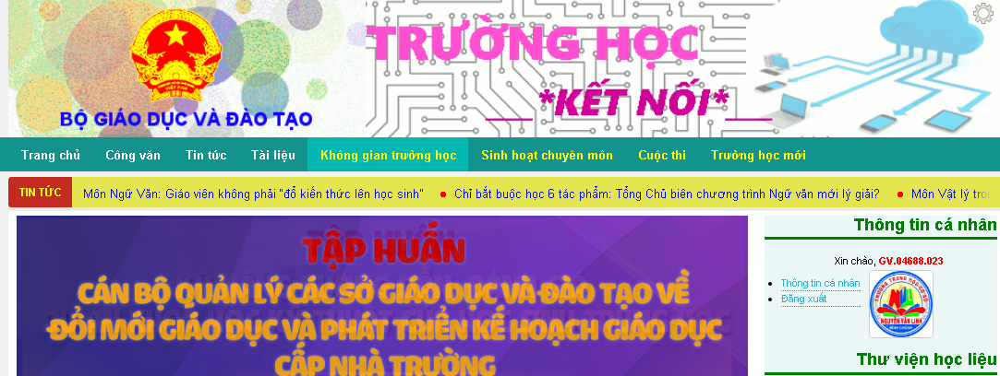 TRƯỜNG HỌC
*KẾT NỐI*
VIỆT NAM
BỘ GIÁO DỤC VÀ ĐÀO TẠO
Trang chủ Công văn Tin tức Tài liệu Không gian trường học Sinh hoạt chuyên môn Cuộc thi Trường học mới
TIN TỨC Môn Ngữ Văn: Giáo viên không phải "đổ kiến thức lên học sinh" • Chỉ bắt buộc học 6 tác phẩm: Tổng Chủ biên chương trình Ngữ văn mới lý giải? • Môn Vật lý
TẬP HUẤN
CÁN BỘ QUẢN LÝ CÁC SỞ GIÁO DỤC VÀ ĐÀO TẠO VỀ
ĐỔI MỚI GIÁO DỤC VÀ PHÁT TRIỂN KẾ HOẠCH GIÁO DỤC
CẤP NHÀ TRƯỜNG
Thông tin cá nhân
Xin chào, GV.04688.023
Thông tin cá nhân
Đăng xuất
TRƯỜNG TRUNG HỌC CƠ SỞ
NGUYỄN VĂN LINH
BÌNH CHÁNH
Thư viện học liệu